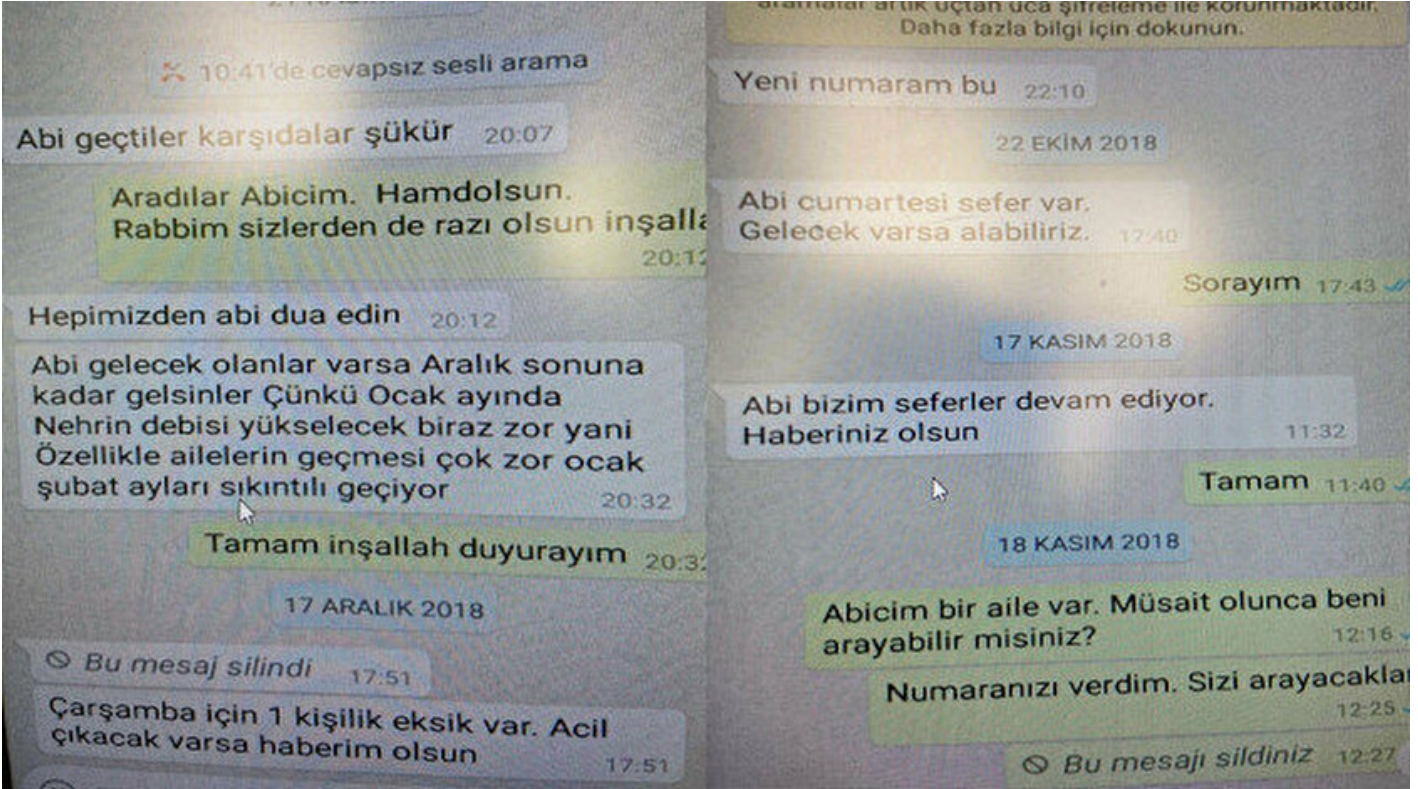 10:41'de cevapsız sesli arama
Abi geçtiler karşıdalar şükür 20:07
Aradılar Abicim. Hamdolsun.
Rabbim sizlerden de razı olsun
Hepimizden abi dua edin 20:12
Abi gelecek olanlar varsa Aralık sonuna
kadar gelsinler Çünkü Ocak ayında
Nehrin debisi yükselecek biraz zor yani
Özellikle ailelerin geçmesi çok zor ocak
şubat ayları sıkıntılı geçiyor 20:32
Tamam inşallah duyurayım
17 ARALIK 2018
Bu mesaj silindi 17:51
Çarşamba için 1 kişilik eksik var. Acil
çıkacak varsa haberim olsun 17:51
aramalar artık uçtan uca şifreleme ile korunmaktadır.
Daha fazla bilgi için dokunun.
Yeni numaram bu 22:10
22 EKİM 2018
Abi cumartesi sefer var.
Gelecek varsa alabiliriz. 17:40
Sorayım 17:43
17 KASIM 2018
Abi bizim seferler devam ediyor.
Haberiniz olsun 11:32
Tamam 11:40
18 KASIM 2018
Abicim bir aile var. Müsait olunca beni
arayabilir misiniz? 12:16
Numaranızı verdim. Sizi
12:25
Bu mesajı sildiniz 12:27